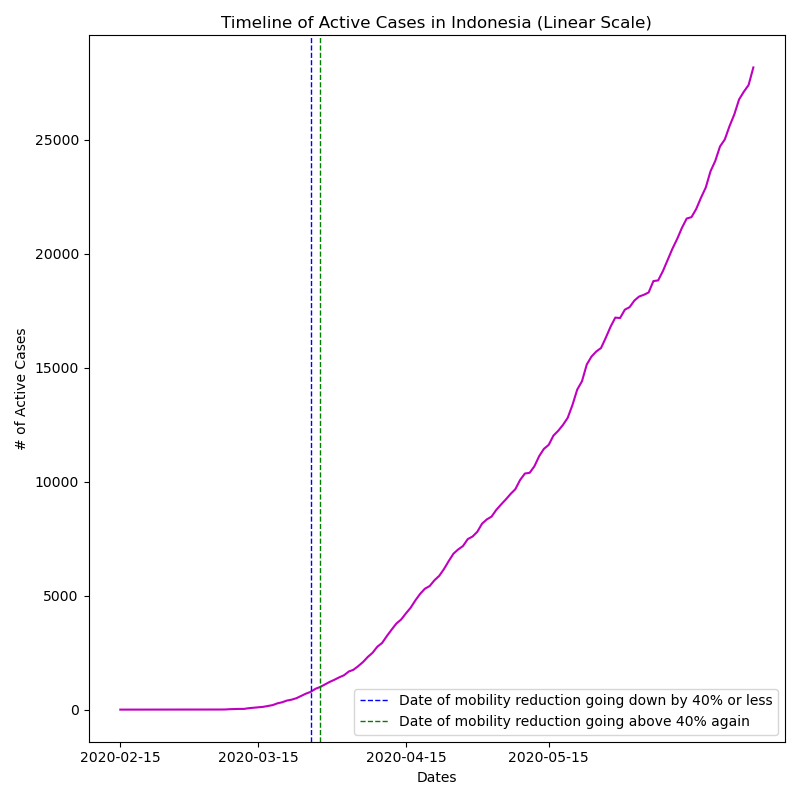 Timeline of Active Cases in Indonesia (Linear Scale)
25000
20000
15000
10000
5000
0
# of Active Cases
Date of mobility reduction going down by 40% or less
Date of mobility reduction going above 40% again
2020-02-15
2020-03-15
2020-04-15
2020-05-15
Dates